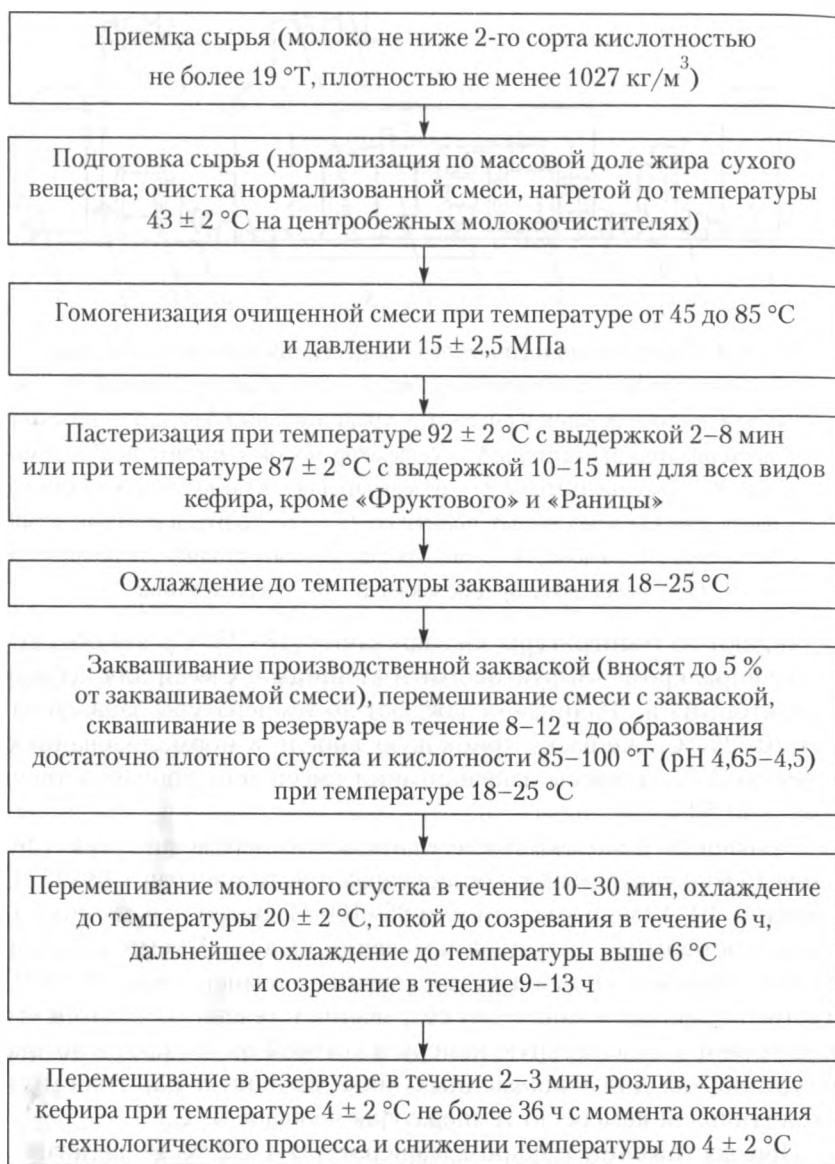 Приемка сырья (молоко не ниже 2-го сорта кислотностью
не более 19 °Т, плотностью не менее 1027 кг/м³)
Подготовка сырья (нормализация по массовой доле жира сухого
вещества; очистка нормализованной смеси, нагретой до температуры
43 ± 2 °С на центробежных молокоочистителях)
Гомогенизация очищенной смеси при температуре от 45 до 85 °С
и давлении 15 ± 2,5 МПа
Пастеризация при температуре 92 ± 2 °С с выдержкой 2–8 мин
или при температуре 87 ± 2 °С с выдержкой 10–15 мин для всех видов
кефира, кроме «Фруктового» и «Раницы»
Охлаждение до температуры заквашивания 18–25 °С
Заквашивание производственной закваской (вносят до 5 %
от заквашиваемой смеси), перемешивание смеси с закваской,
сквашивание в резервуаре в течение 8–12 ч до образования
достаточно плотного сгустка и кислотности 85–100 °Т (рН 4,65–4,5)
при температуре 18–25 °С
Перемешивание молочного сгустка в течение 10–30 мин, охлаждение
до температуры 20 ± 2 °С, покой до созревания в течение 6 ч,
дальнейшее охлаждение до температуры выше 6 °С
и созревание в течение 9–13 ч
Перемешивание в резервуаре в течение 2–3 мин, розлив, хранение
кефира при температуре 4 ± 2 °С не более 36 ч с момента окончания
технологического процесса и снижении температуры до 4 ± 2 °С